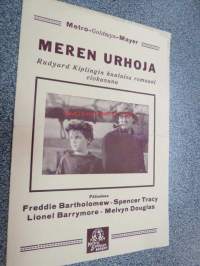 Metro-Goldwyn-Mayer
MEREN URHOJA
Rudyard Kiplingin kuuluisa romaani
elokuvana
Pääosissa
Freddie Bartholomew - Spencer Tracy
Lionel Barrymore - Melvyn Douglas